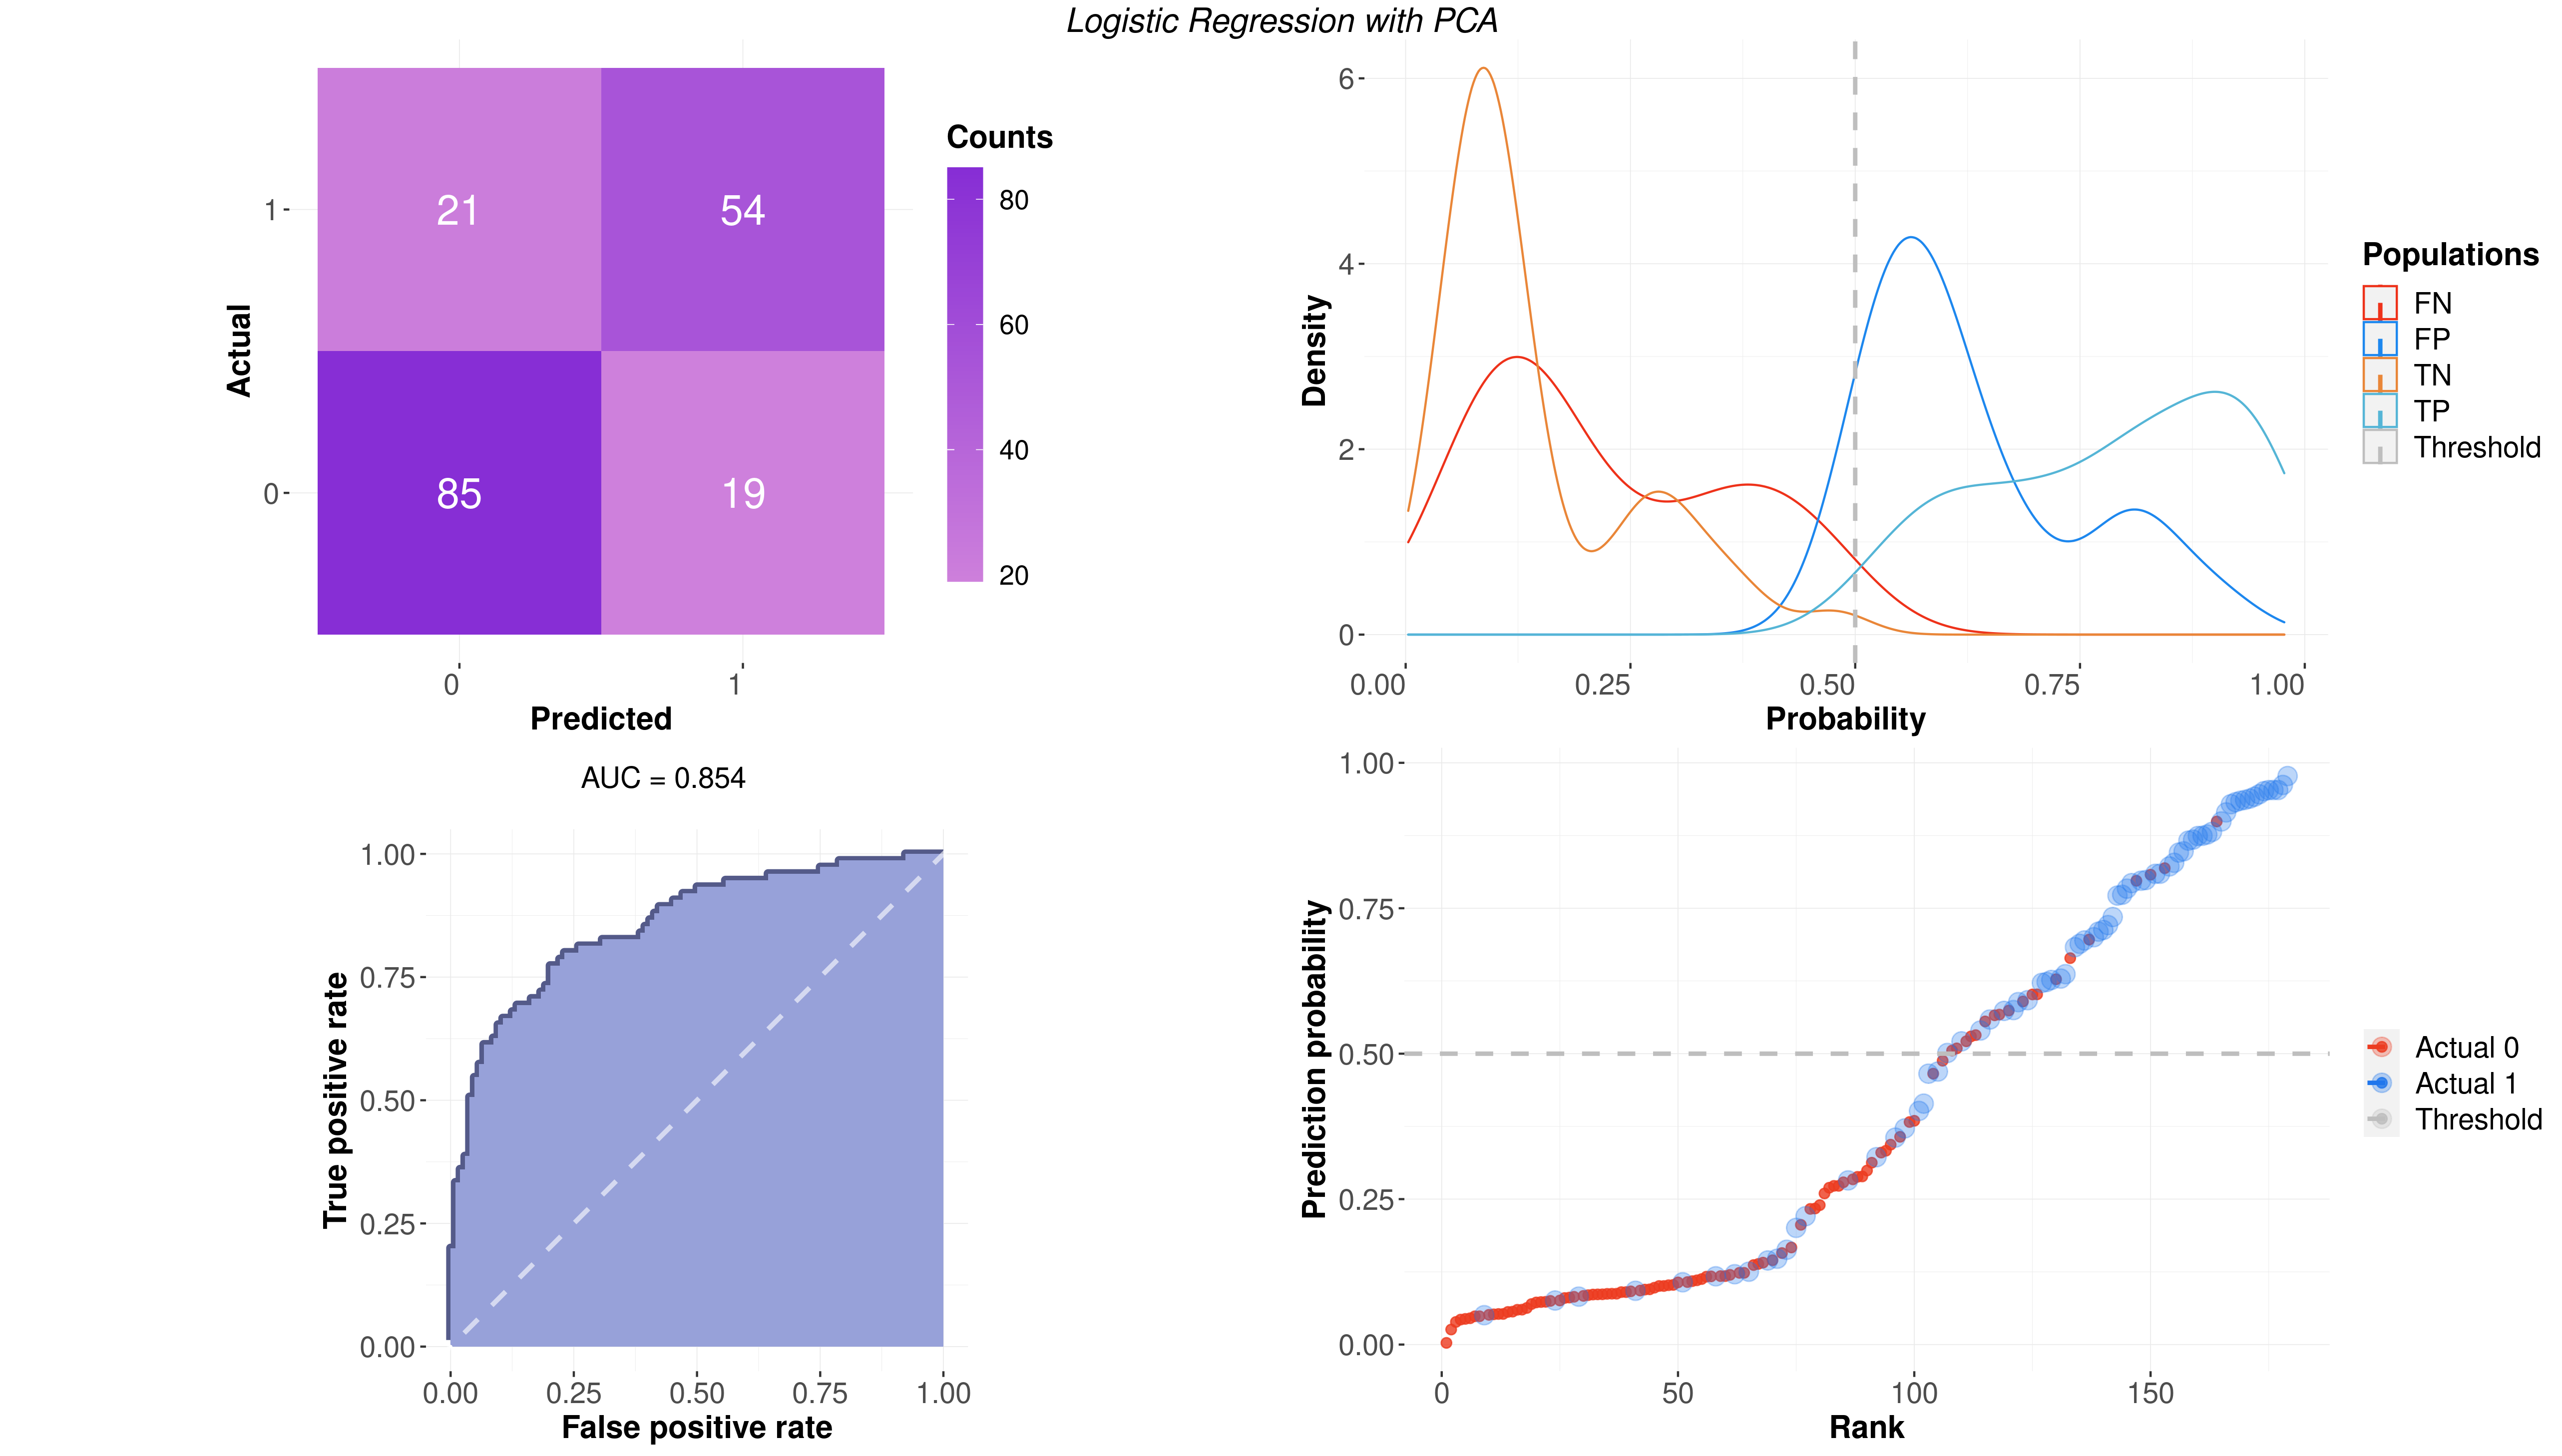 Logistic Regression with PCA
Actual
1
0
21
54
85
19
0
1
Predicted
Counts
80
60
40
20
Density
6
4
2
0
0.00
0.25
0.50
0.75
1.00
Probability
Populations
FN
FP
TN
TP
Threshold
AUC = 0.854
True positive rate
1.00
0.75
0.50
0.25
0.00
0.00
0.25
0.50
0.75
1.00
False positive rate
Prediction probability
1.00
0.75
0.50
0.25
0.00
0
50
100
150
Rank
Actual 0
Actual 1
Threshold